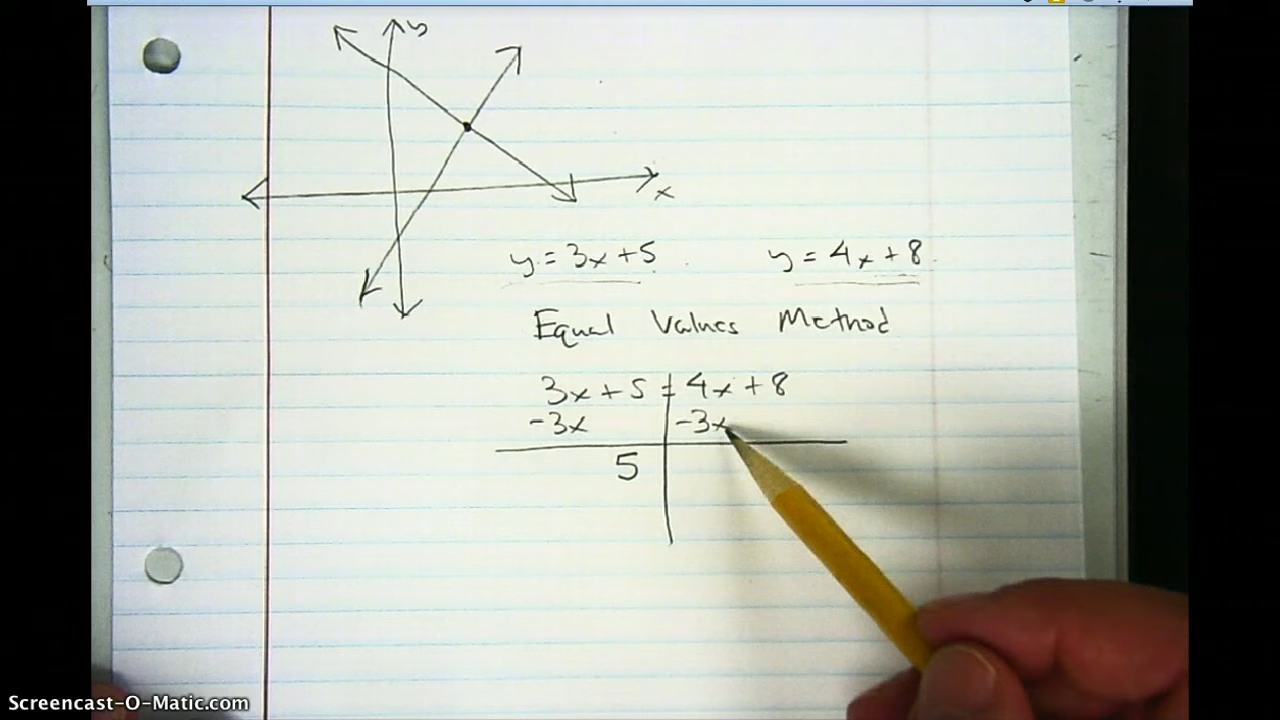 y
x
y = 3x + 5 y = 4x + 8
Equal Values Method
3x + 5 = 4x + 8
-3x -3x
5
Screencast-O-Matic.com